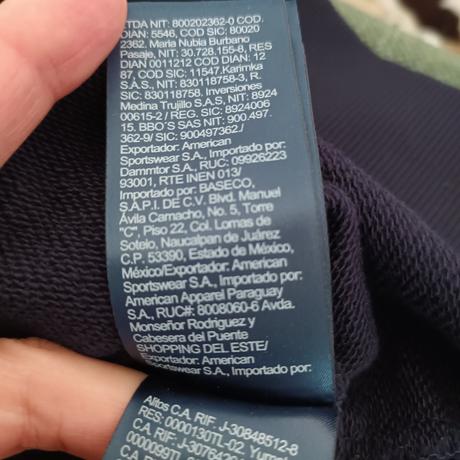 LTDA NIT: 800202362-0 COD.
DIAN: 5546, COD SIC: 80020
2362. Maria Nubia Burbano
Pasaje, NIT: 30.728.155-8, RES
DIAN 0011212 COD DIAN: 12
87, COD SIC: 11547.Karimka
S.A.S., NIT: 830118758-3, R.
SIC: 830118758. Inversiones
Medina Trujillo S.A.S, NIT: 8924
00615-2 / REG. SIC: 8924006
15. BBO´S SAS NIT: 900.497.
362-9/ SIC: 900497362./
Exportador: American
Sportswear S.A., Importado por:
Dammtor S.A., RUC: 09926223
93001, RTE INEN 013/
Importado por: BASECO,
S.A.P.I. DE C.V. Blvd. Manuel
Ávila Camacho, No. 5, Torre
"C", Piso 22, Col. Lomas de
Sotelo, Naucalpan de Juárez
C.P. 53390, Estado de México,
México/Exportador: American
Sportswear S.A., Importado por:
American Apparel Paraguay
S.A., RUC#: 8008060-6 Avda.
Monseñor Rodríguez y
Cabesera del Puente
SHOPPING DEL ESTE/
Exportador: American
Sportswear S.A., Importado por:
Alitos C.A. RIF. J-30848512-8
RES: 0000130TL-02, Yuma